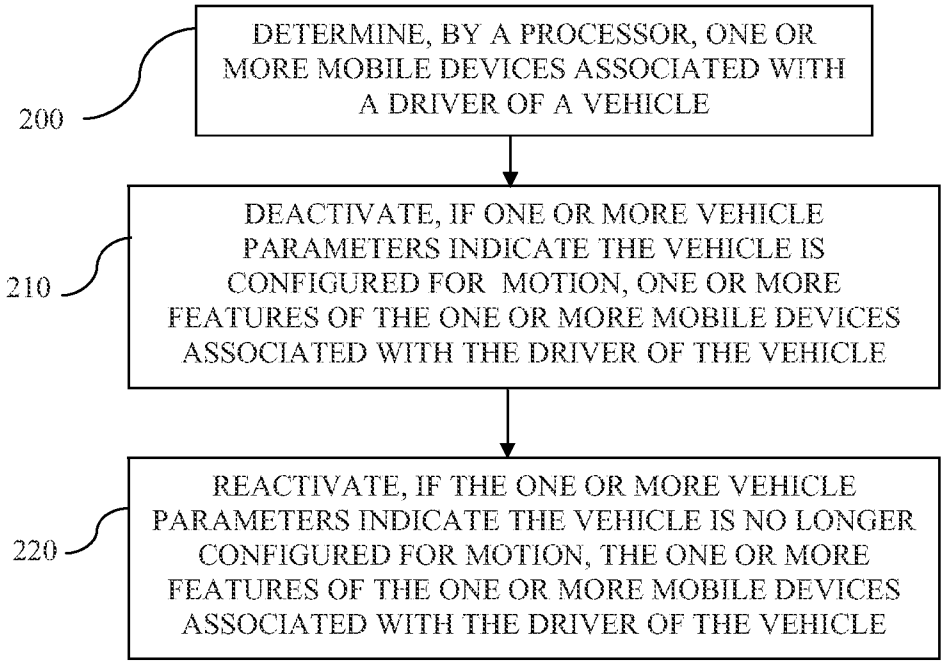 DETERMINE, BY A PROCESSOR, ONE OR
MORE MOBILE DEVICES ASSOCIATED WITH
A DRIVER OF A VEHICLE
200
DEACTIVATE, IF ONE OR MORE VEHICLE
PARAMETERS INDICATE THE VEHICLE IS
CONFIGURED FOR MOTION, ONE OR MORE
FEATURES OF THE ONE OR MORE MOBILE DEVICES
ASSOCIATED WITH THE DRIVER OF THE VEHICLE
210
REACTIVATE, IF THE ONE OR MORE VEHICLE
PARAMETERS INDICATE THE VEHICLE IS NO LONGER
CONFIGURED FOR MOTION, THE ONE OR MORE
FEATURES OF THE ONE OR MORE MOBILE DEVICES
ASSOCIATED WITH THE DRIVER OF THE VEHICLE
220